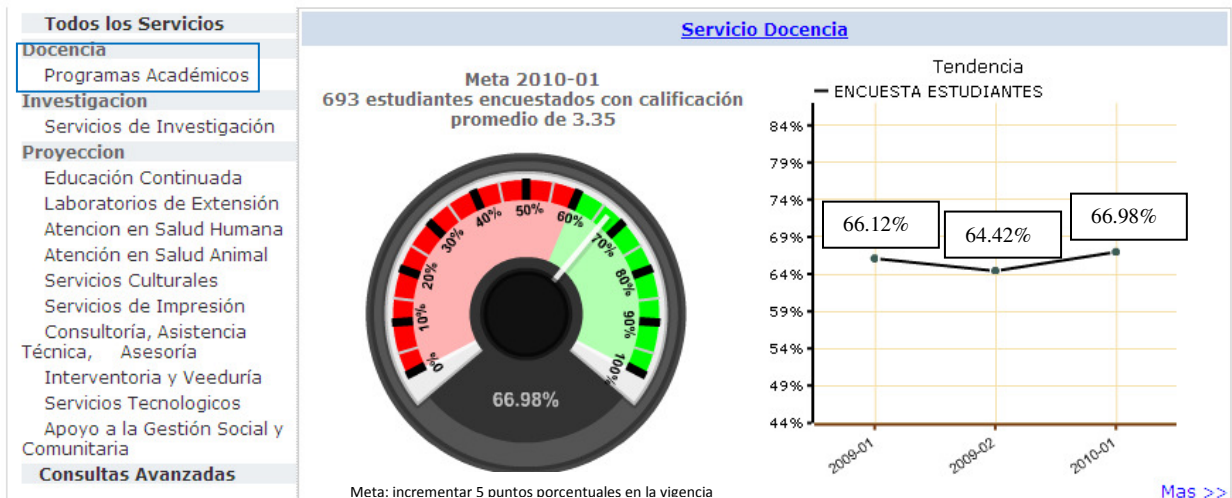 Todos los Servicios
Docencia
Programas Académicos
Investigacion
Servicios de Investigación
Proyeccion
Educación Continuada
Laboratorios de Extensión
Atencion en Salud Humana
Atención en Salud Animal
Servicios Culturales
Servicios de Impresión
Consultoría, Asistencia
Técnica, Asesoría
Interventoria y Veeduría
Servicios Tecnologicos
Apoyo a la Gestión Social y
Comunitaria
Consultas Avanzadas
Servicio Docencia
Meta 2010-01
693 estudiantes encuestados con calificación
promedio de 3.35
0%
10%
20%
30%
40%
50%
60%
70%
80%
90%
100%
66.98%
Meta: incrementar 5 puntos porcentuales en la vigencia
Tendencia
ENCUESTA ESTUDIANTES
84%
79%
74%
69%
64%
59%
54%
49%
44%
66.12%
64.42%
66.98%
2009-01
2009-02
2010-01
Mas >>